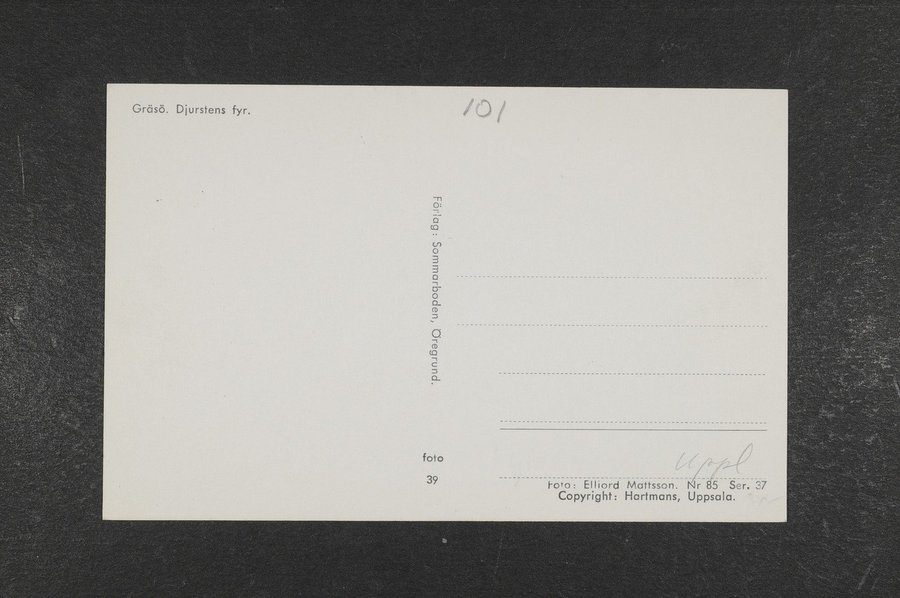 Gräsö. Djurstens fyr.
101
Förlag: Sommarboden, Öregrund.
foto
39
uppl
Foto: Elliord Mattsson. Nr 85 Ser. 37
Copyright: Hartmans, Uppsala.